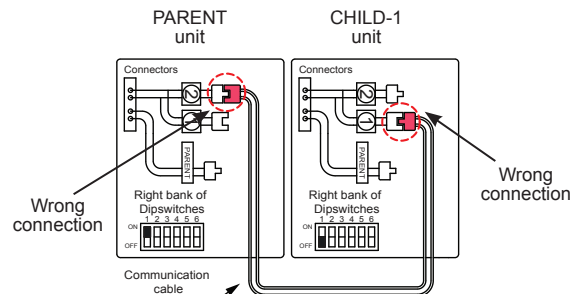 PARENT
unit
CHILD-1
unit
Connectors
2
1
PARENT
Right bank of
Dipswitches
1 2 3 4 5 6
ON
OFF
Connectors
2
1
PARENT
Right bank of
Dipswitches
1 2 3 4 5 6
ON
OFF
Wrong
connection
Wrong
connection
Communication
cable